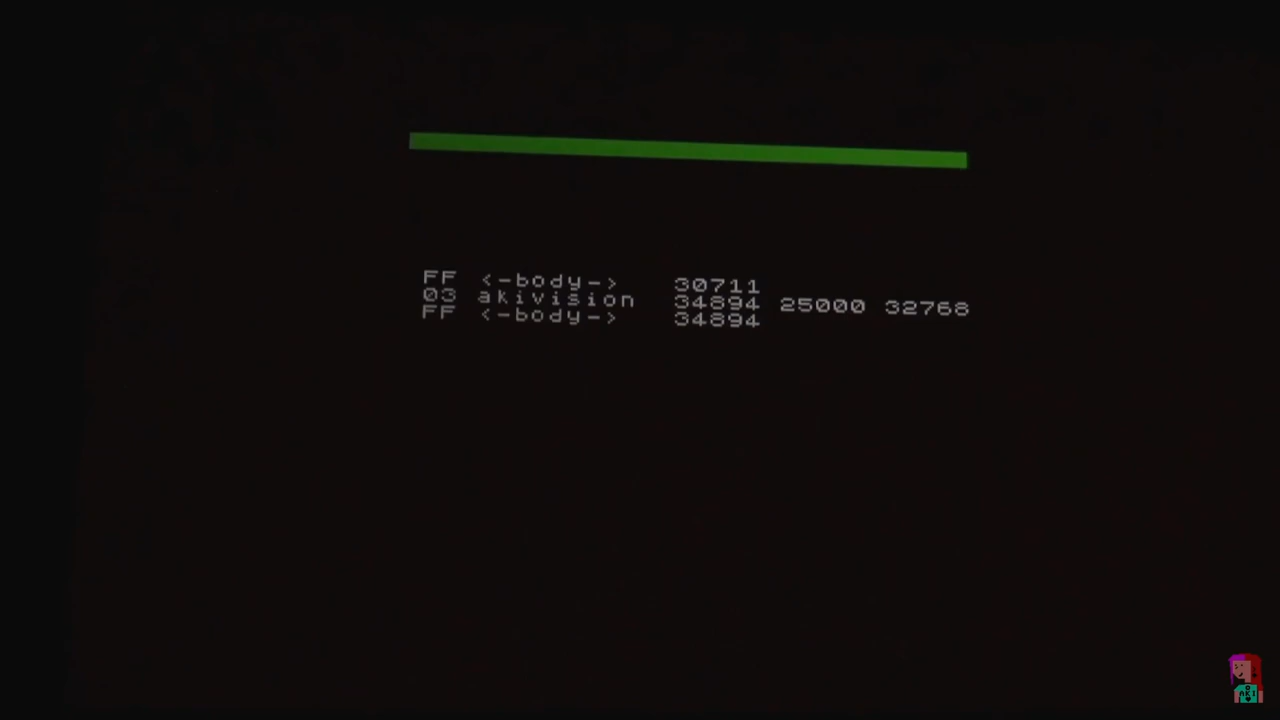 FF <-body-> 30711
03 akivision 34894 25000 32768
FF <-body-> 34894